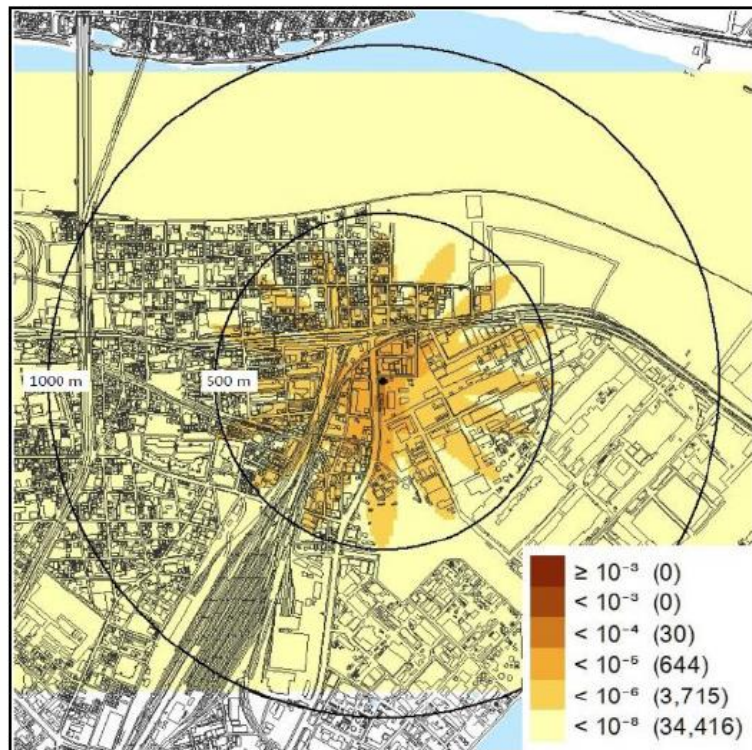 1000 m
500 m
≥ 10⁻³ (0)
< 10⁻³ (0)
< 10⁻⁴ (30)
< 10⁻⁵ (644)
< 10⁻⁶ (3,715)
< 10⁻⁸ (34,416)